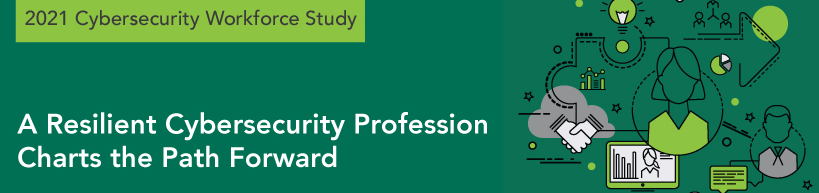 2021 Cybersecurity Workforce Study
A Resilient Cybersecurity Profession
Charts the Path Forward